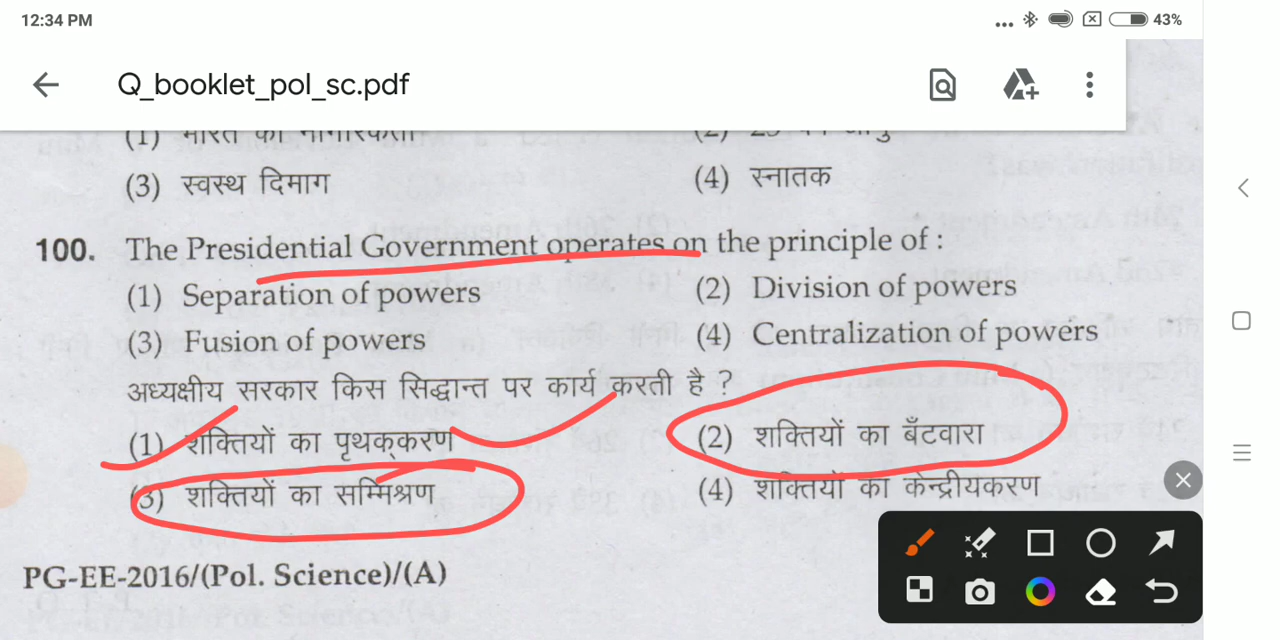 12:34 PM
... 43%
Q_booklet_pol_sc.pdf
(3) स्वस्थ दिमाग (4) स्नातक
100. The Presidential Government operates on the principle of :
(1) Separation of powers (2) Division of powers
(3) Fusion of powers (4) Centralization of powers
अध्यक्षीय सरकार किस सिद्धान्त पर कार्य करती है ?
(1) शक्तियों का पृथक्करण (2) शक्तियों का बँटवारा
(3) शक्तियों का सम्मिश्रण (4) शक्तियों का केन्द्रीयकरण
PG-EE-2016/(Pol. Science)/(A)